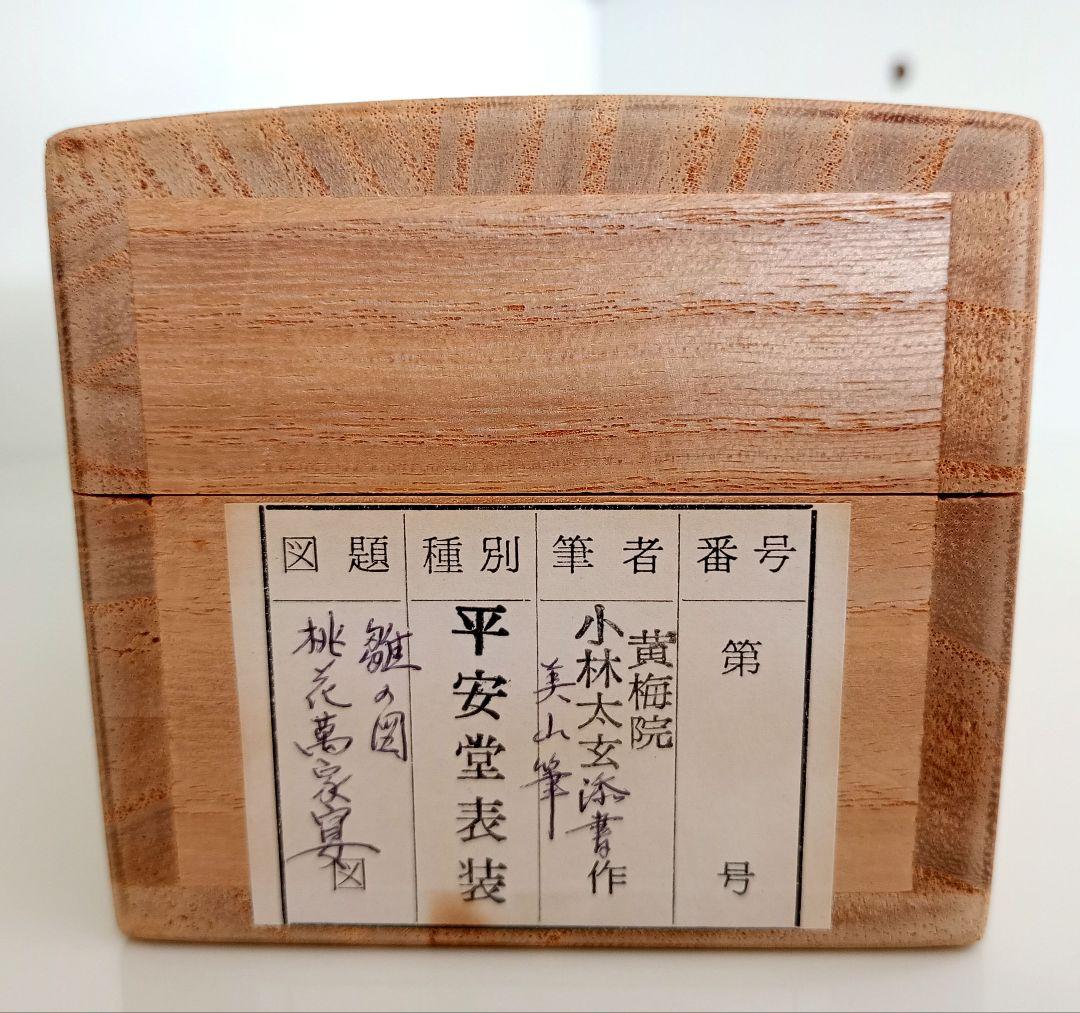 番号
第 号
筆者
黄梅院
小林太玄添書作
美山筆
種別
平安堂表装
図題
雛の図
桃花萬家宴図